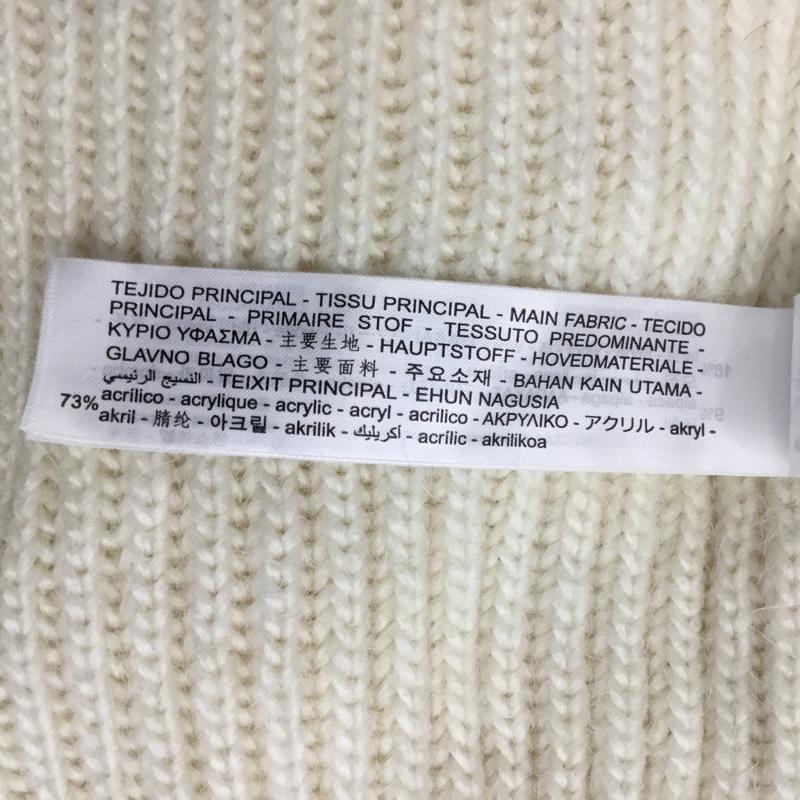 TEJIDO PRINCIPAL - TISSU PRINCIPAL - MAIN FABRIC - TECIDO
PRINCIPAL - PRIMAIRE STOF - TESSUTO PREDOMINANTE -
ΚΥΡΙΟ ΥΦΑΣΜΑ - 主要生地 - HAUPTSTOFF - HOVEDMATERIALE -
GLAVNO BLAGO - 主要面料 - 주요소재 - BAHAN KAIN UTAMA -
النسيج الرئيسي - TEIXIT PRINCIPAL - EHUN NAGUSIA
73% acrílico - acrylique - acrylic - acryl - acrilico - ΑΚΡΥΛΙΚΟ - アクリル - akryl -
akril - 腈纶 - 아크릴 - akrilik - أكريليك - acrílic - akrilikoa